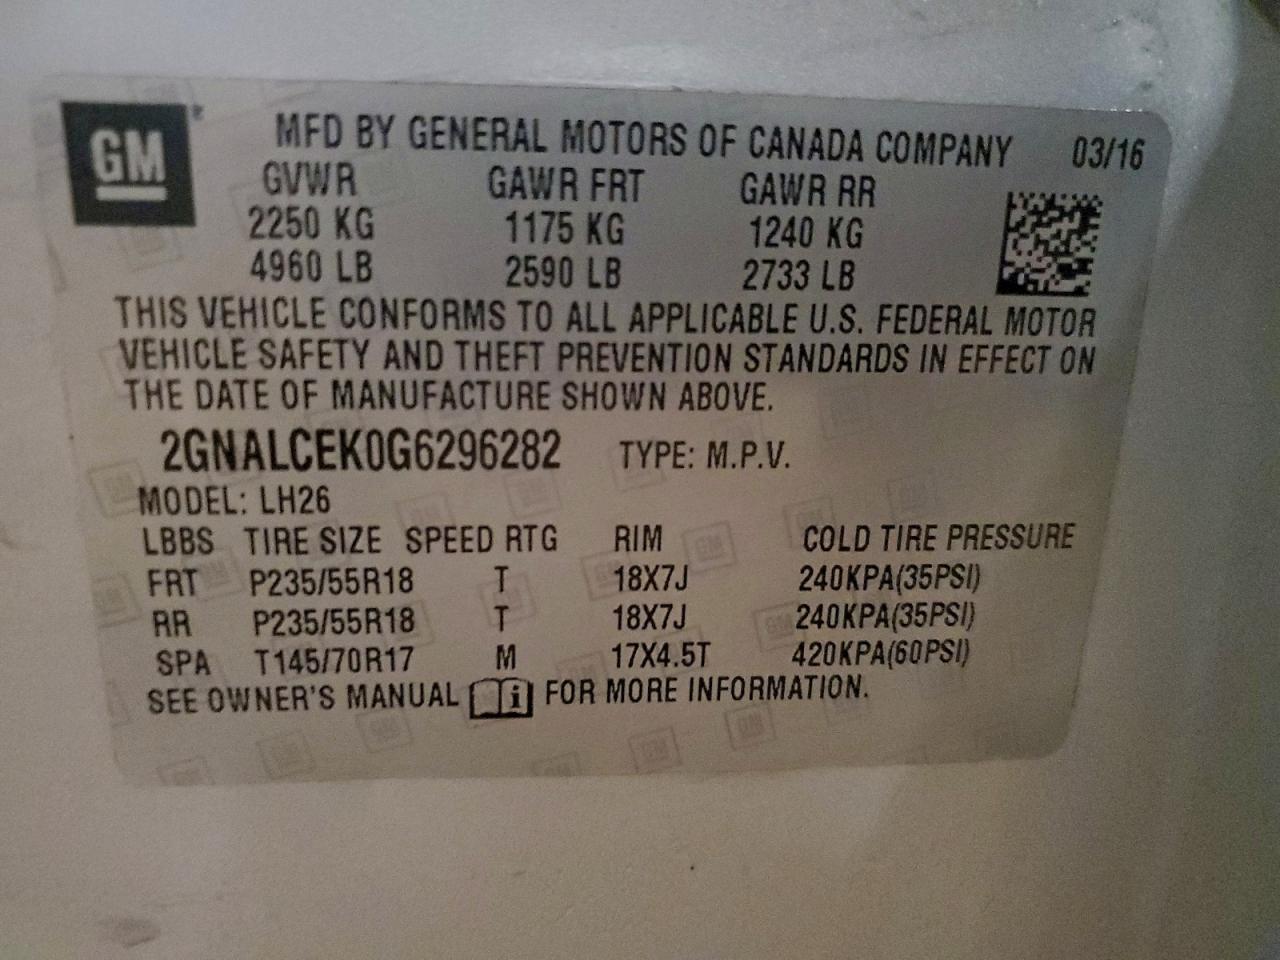 GM
MFD BY GENERAL MOTORS OF CANADA COMPANY 03/16
GVWR GAWR FRT GAWR RR
2250 KG 1175 KG 1240 KG
4960 LB 2590 LB 2733 LB
THIS VEHICLE CONFORMS TO ALL APPLICABLE U.S. FEDERAL MOTOR
VEHICLE SAFETY AND THEFT PREVENTION STANDARDS IN EFFECT ON
THE DATE OF MANUFACTURE SHOWN ABOVE.
2GNALCEK0G6296282 TYPE: M.P.V.
MODEL: LH26
LBBS TIRE SIZE SPEED RTG RIM COLD TIRE PRESSURE
FRT P235/55R18 T 18X7J 240KPA(35PSI)
RR P235/55R18 T 18X7J 240KPA(35PSI)
SPA T145/70R17 M 17X4.5T 420KPA(60PSI)
SEE OWNER'S MANUAL i FOR MORE INFORMATION.